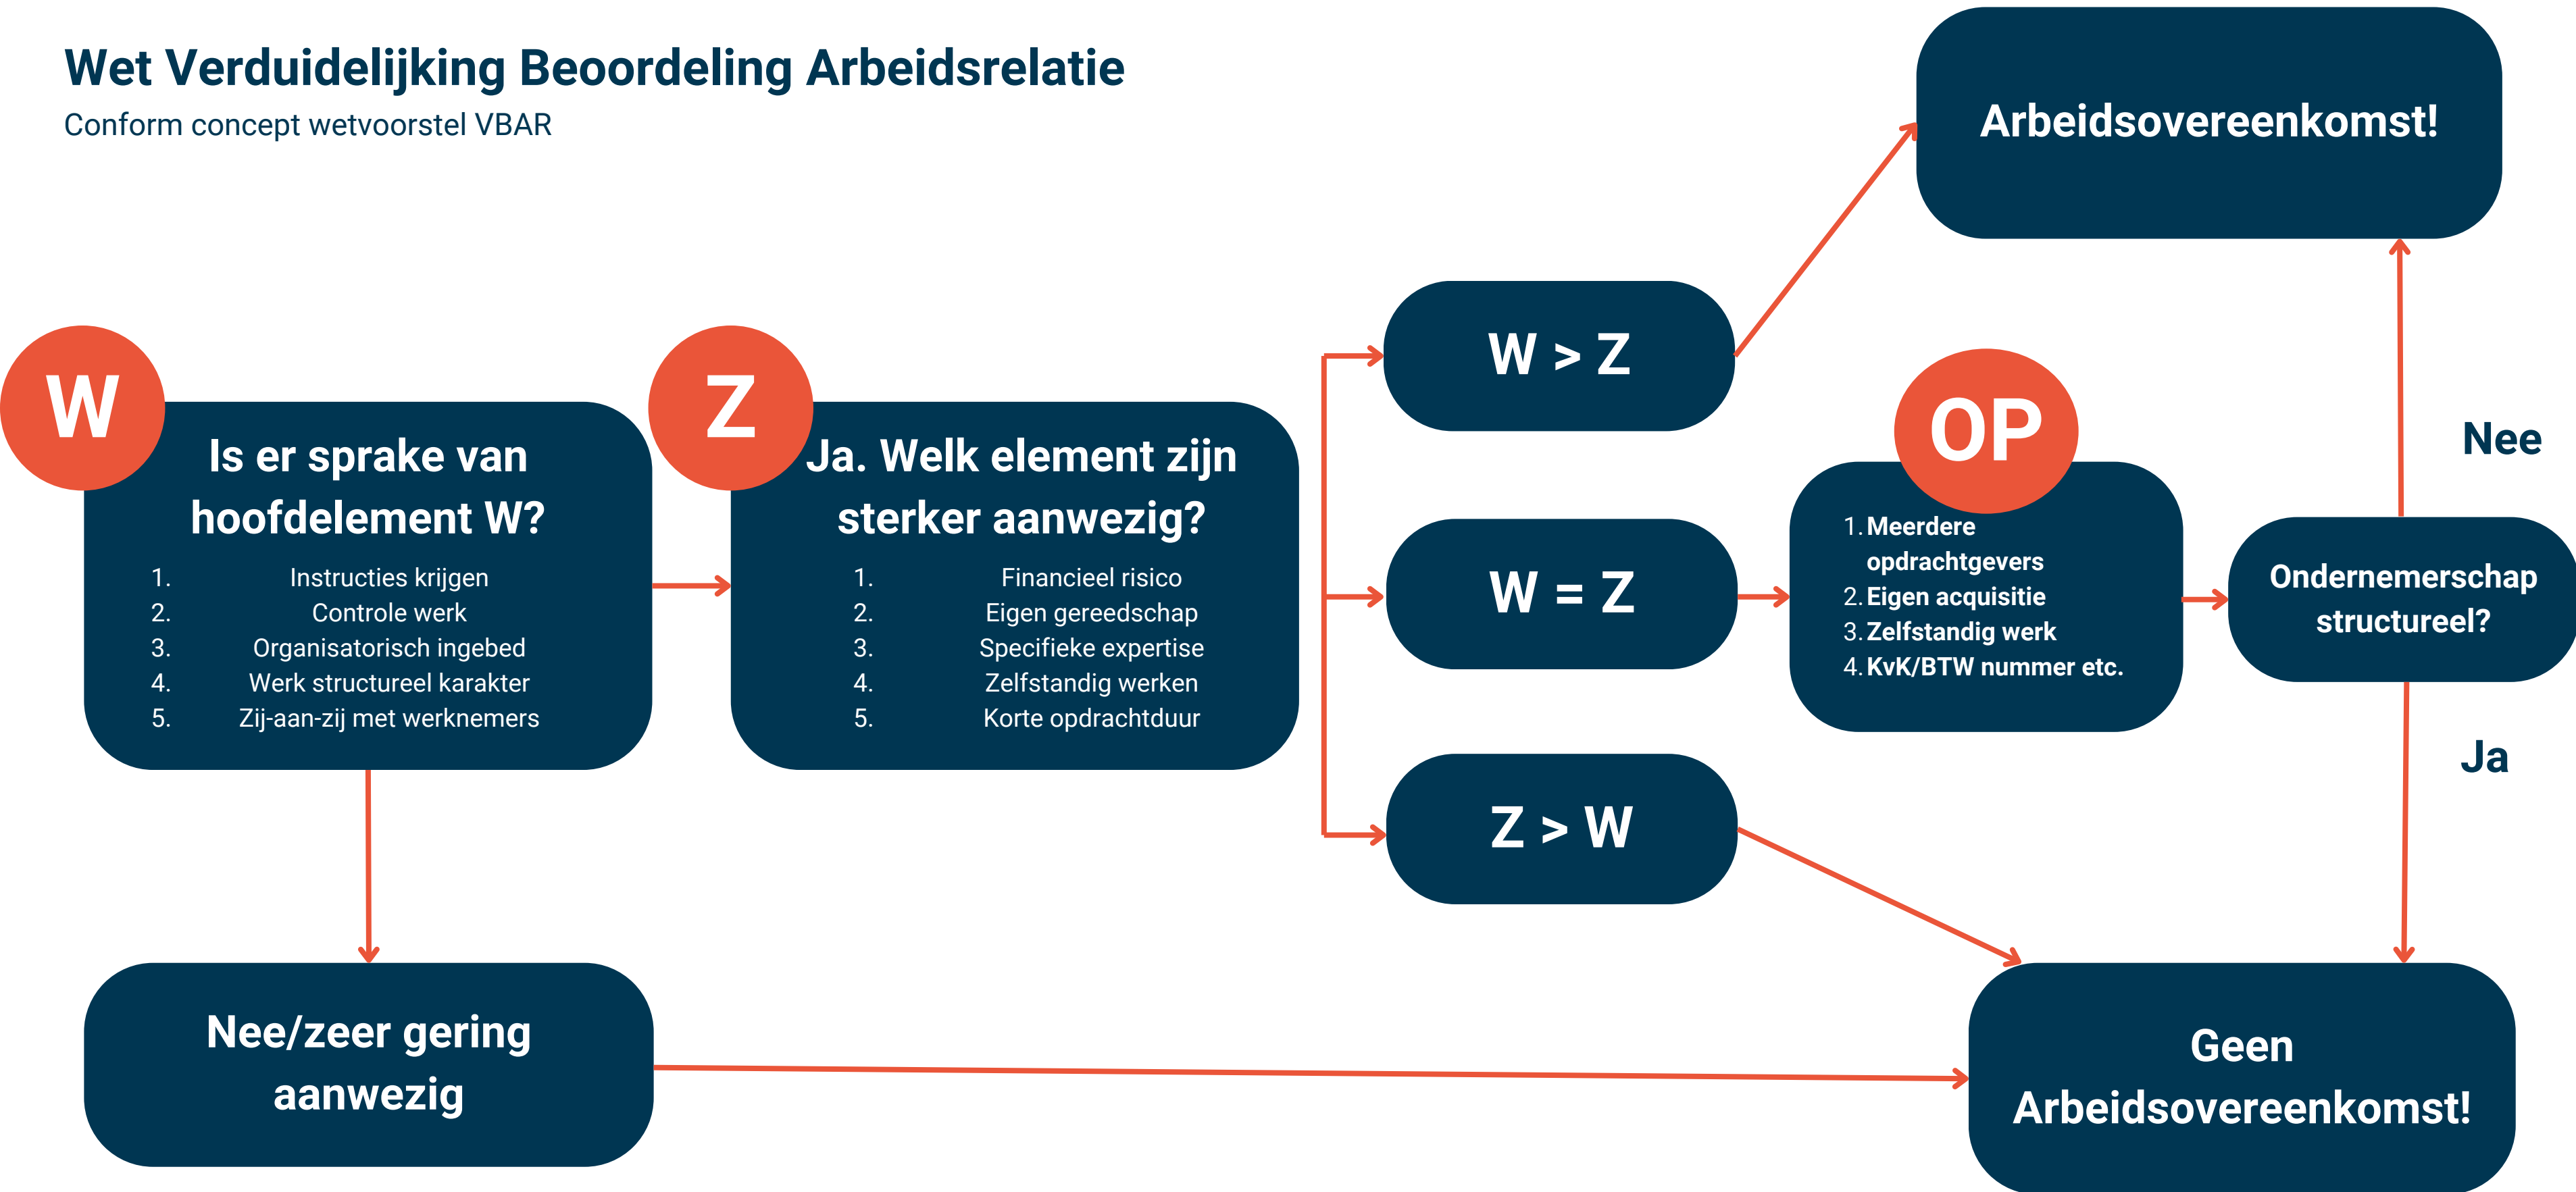 Wet Verduidelijking Beoordeling Arbeidsrelatie
Conform concept wetvoorstel VBAR
W
Is er sprake van
hoofdelement W?
1. Instructies krijgen
2. Controle werk
3. Organisatorisch ingebed
4. Werk structureel karakter
5. Zij-aan-zij met werknemers
Nee/zeer gering
aanwezig
Z
Ja. Welk element zijn
sterker aanwezig?
1. Financieel risico
2. Eigen gereedschap
3. Specifieke expertise
4. Zelfstandig werken
5. Korte opdrachtduur
W > Z
W = Z
Z > W
OP
1. Meerdere
opdrachtgevers
2. Eigen acquisitie
3. Zelfstandig werk
4. KvK/BTW nummer etc.
Ondernemerschap
structureel?
Nee
Arbeidsovereenkomst!
Ja
Geen
Arbeidsovereenkomst!